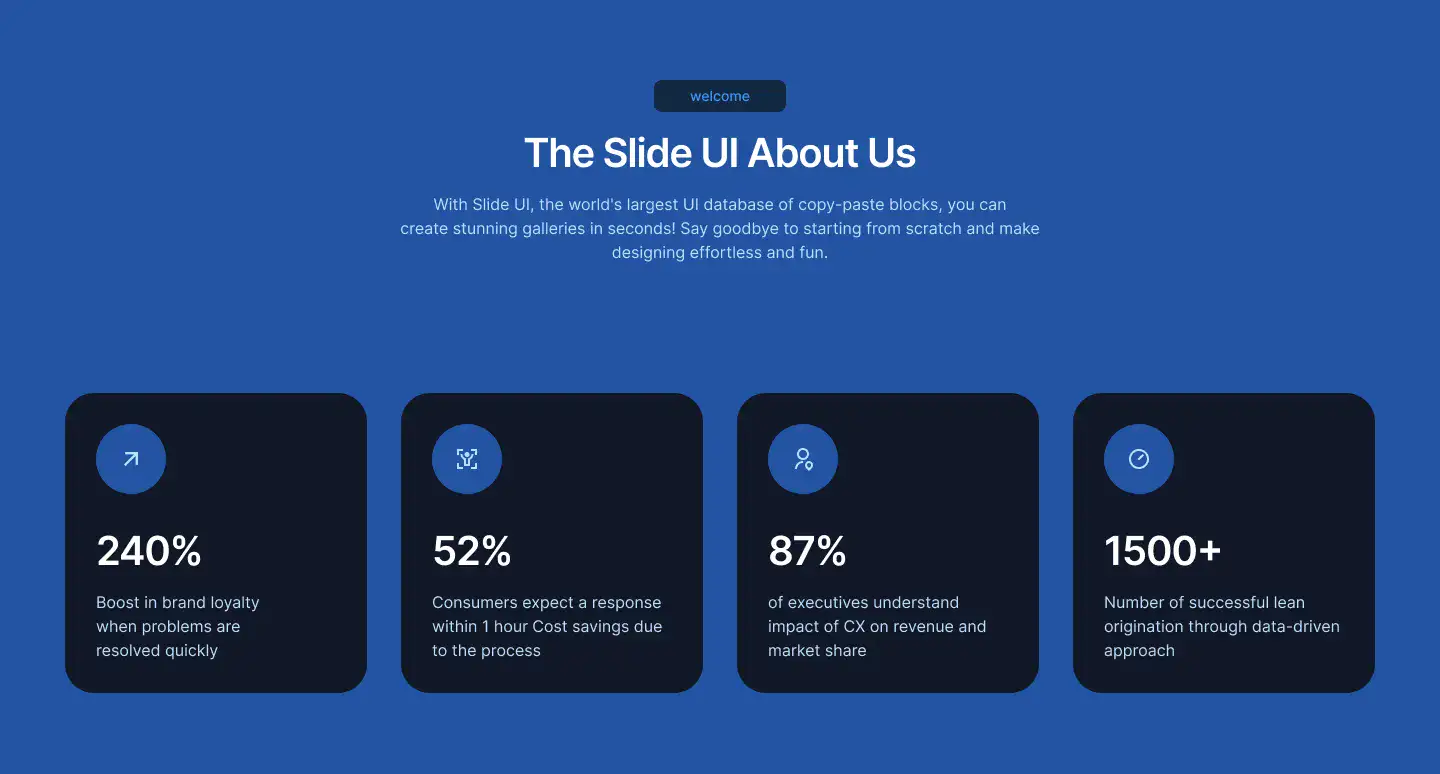 welcome
The Slide UI About Us
With Slide UI, the world's largest UI database of copy-paste blocks, you can
create stunning galleries in seconds! Say goodbye to starting from scratch and make
designing effortless and fun.
240%
Boost in brand loyalty
when problems are
resolved quickly
52%
Consumers expect a response
within 1 hour Cost savings due
to the process
87%
of executives understand
impact of CX on revenue and
market share
1500+
Number of successful lean
origination through data-driven
approach